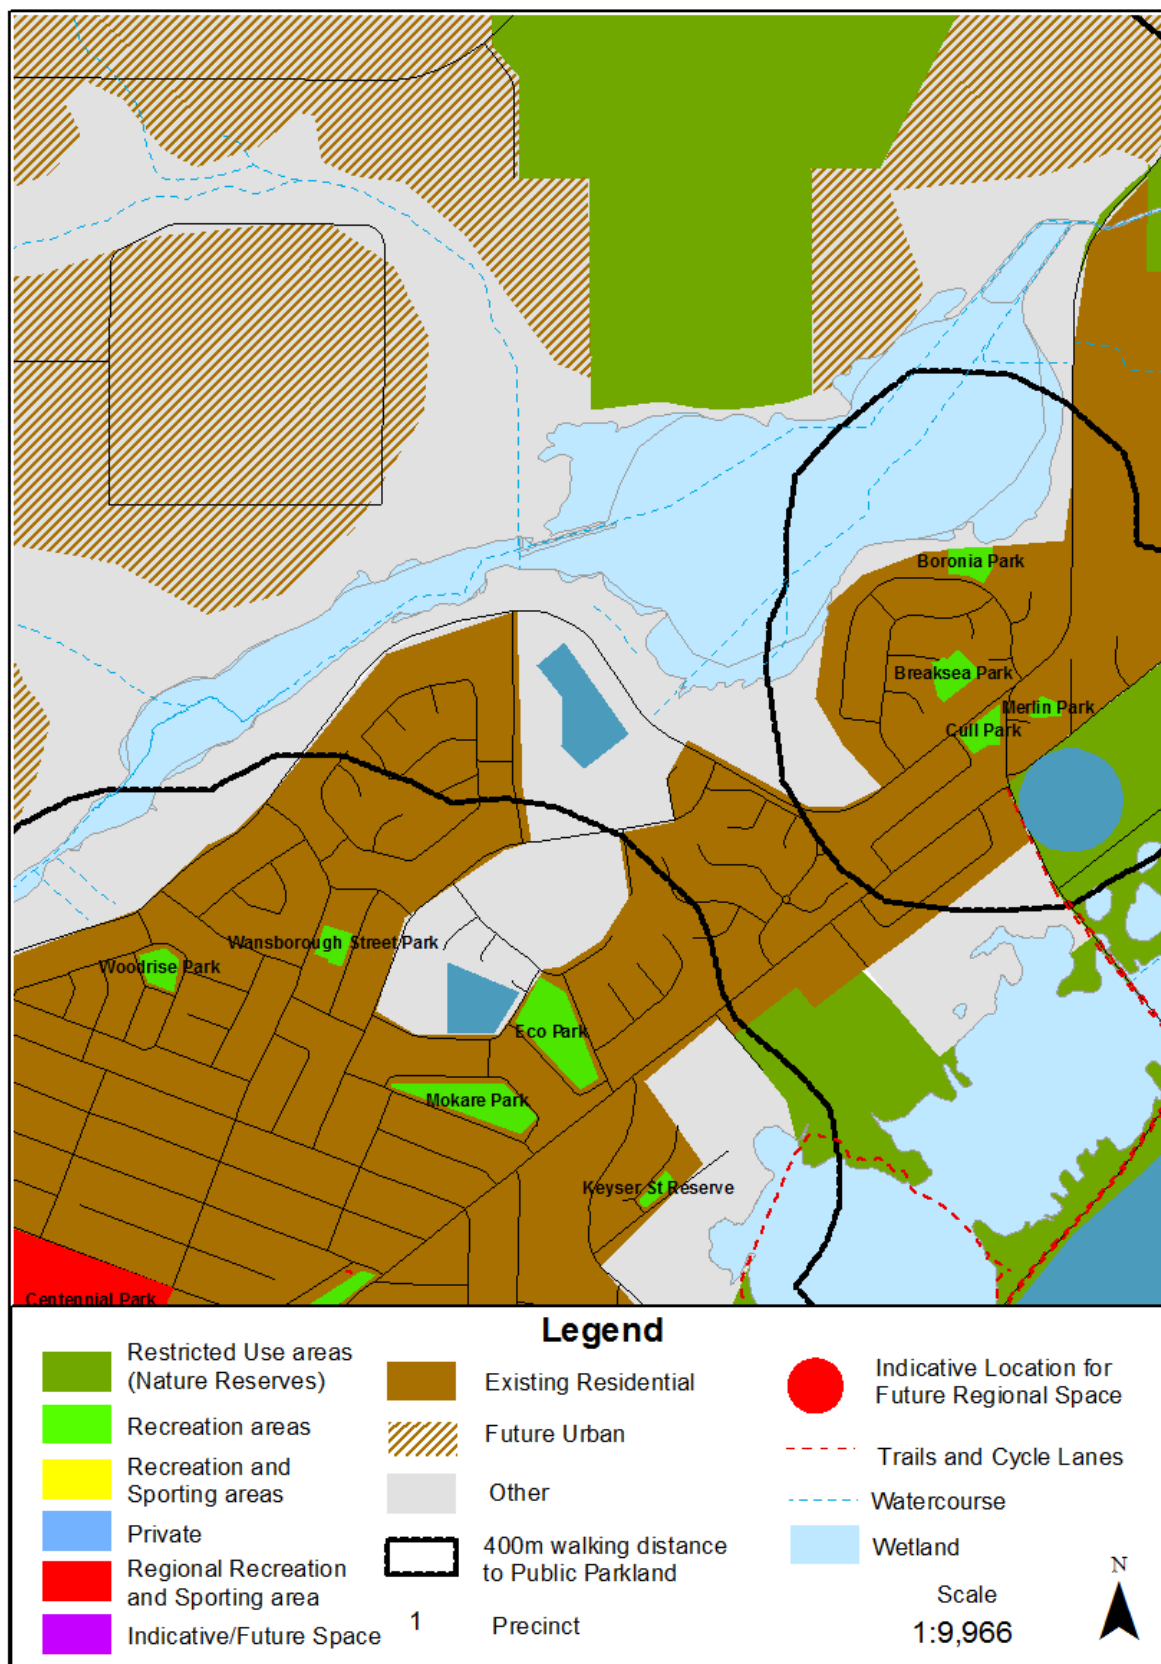 Boronia Park
Breaksea Park
Merlin Park
Cull Park
Wansborough Street Park
Woodrise Park
Eco Park
Mokare Park
Keyser St Reserve
Centennial Park
Legend
Restricted Use areas
(Nature Reserves)
Recreation areas
Recreation and
Sporting areas
Private
Regional Recreation
and Sporting area
Indicative/Future Space
Existing Residential
Future Urban
Other
400m walking distance
to Public Parkland
1 Precinct
Indicative Location for
Future Regional Space
Trails and Cycle Lanes
Watercourse
Wetland
Scale
1:9,966
N